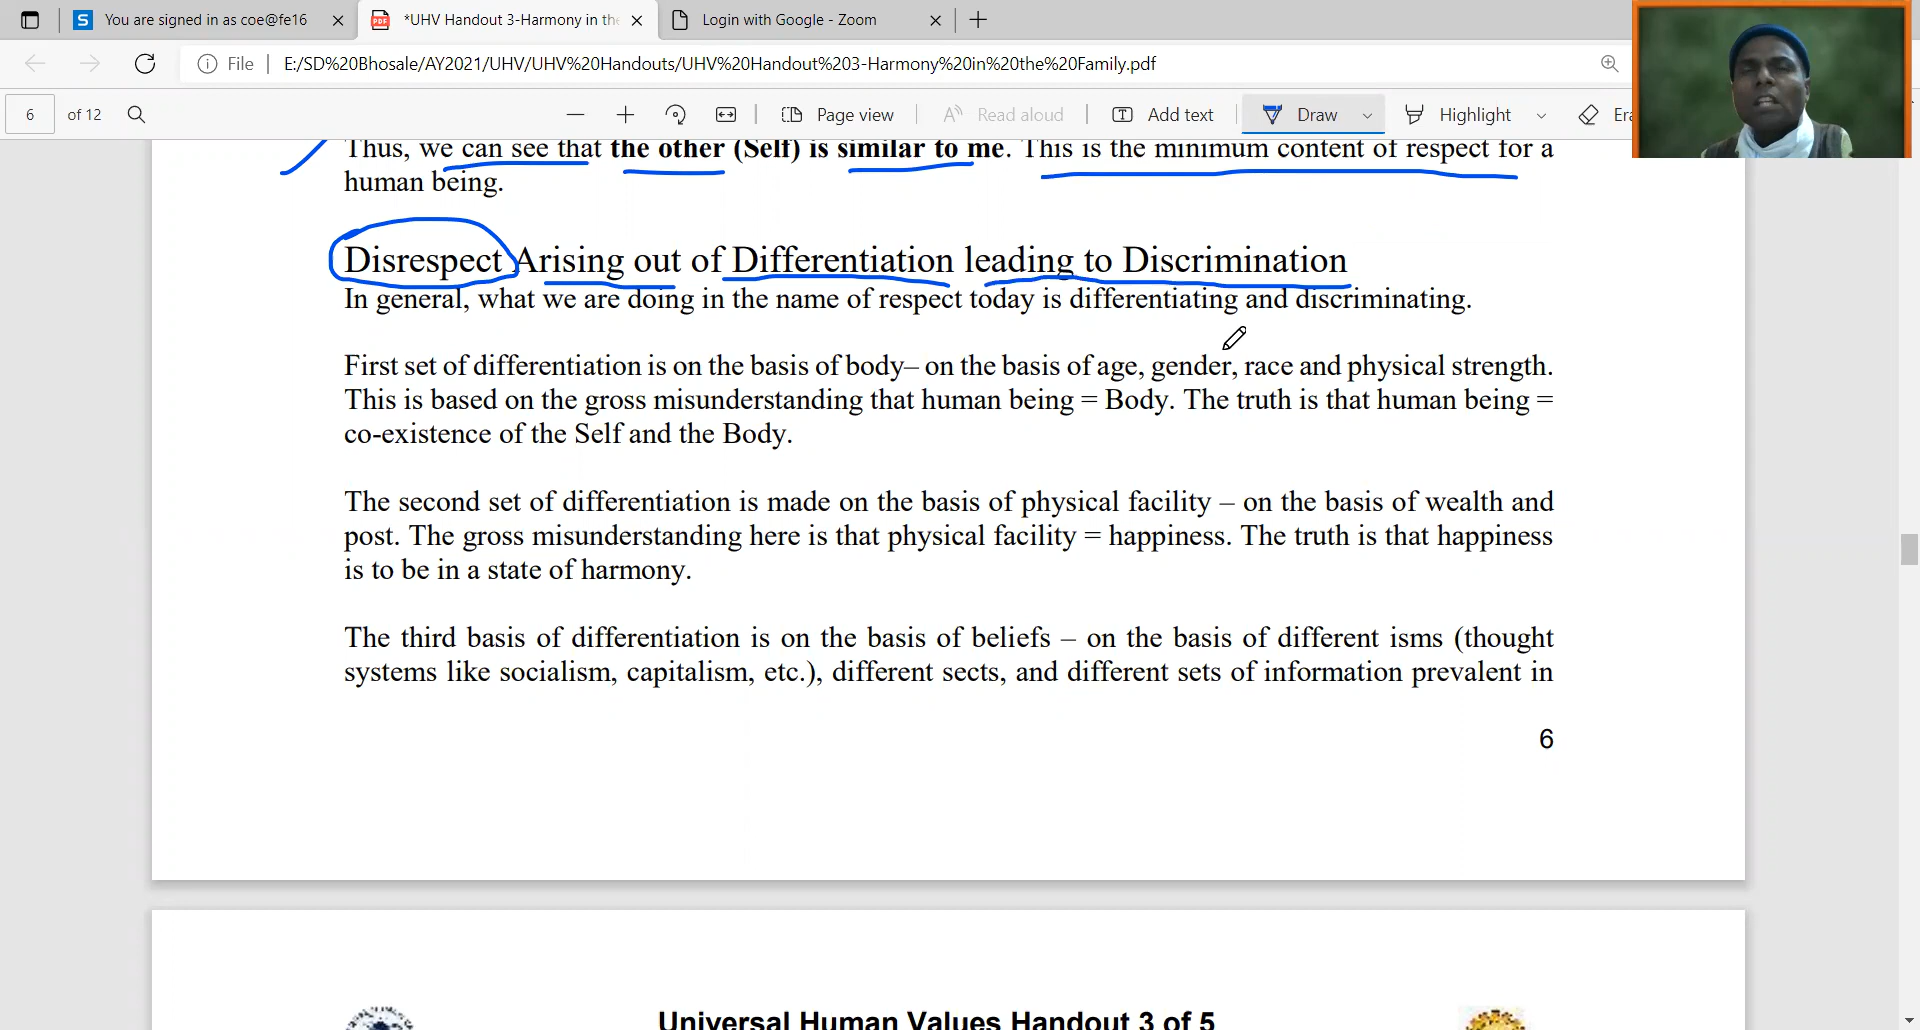 S You are signed in as coe@fe16
PDF *UHV Handout 3-Harmony in the
Login with Google - Zoom
File
E:/SD%20Bhosale/AY2021/UHV/UHV%20Handouts/UHV%20Handout%203-Harmony%20in%20the%20Family.pdf
6 of 12
Page view
Read aloud
Add text
Draw
Highlight
Era
Thus, we can see that the other (Self) is similar to me. This is the minimum content of respect for a
human being.
Disrespect Arising out of Differentiation leading to Discrimination
In general, what we are doing in the name of respect today is differentiating and discriminating.
First set of differentiation is on the basis of body– on the basis of age, gender, race and physical strength.
This is based on the gross misunderstanding that human being = Body. The truth is that human being =
co-existence of the Self and the Body.
The second set of differentiation is made on the basis of physical facility – on the basis of wealth and
post. The gross misunderstanding here is that physical facility = happiness. The truth is that happiness
is to be in a state of harmony.
The third basis of differentiation is on the basis of beliefs – on the basis of different isms (thought
systems like socialism, capitalism, etc.), different sects, and different sets of information prevalent in
6
Universal Human Values Handout 3 of 5